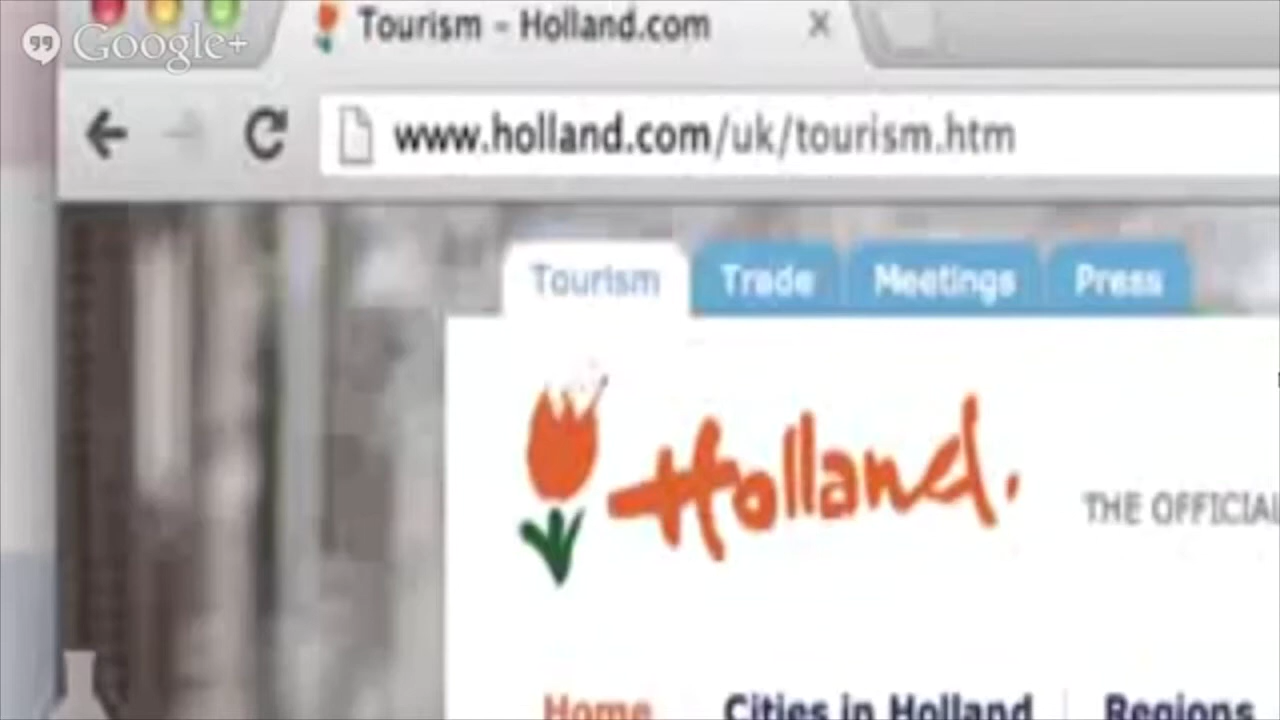 Google+
Tourism - Holland.com
www.holland.com/uk/tourism.htm
Tourism Trade Meetings Press
Holland.
THE OFFICIAL
Home Cities in Holland Regions